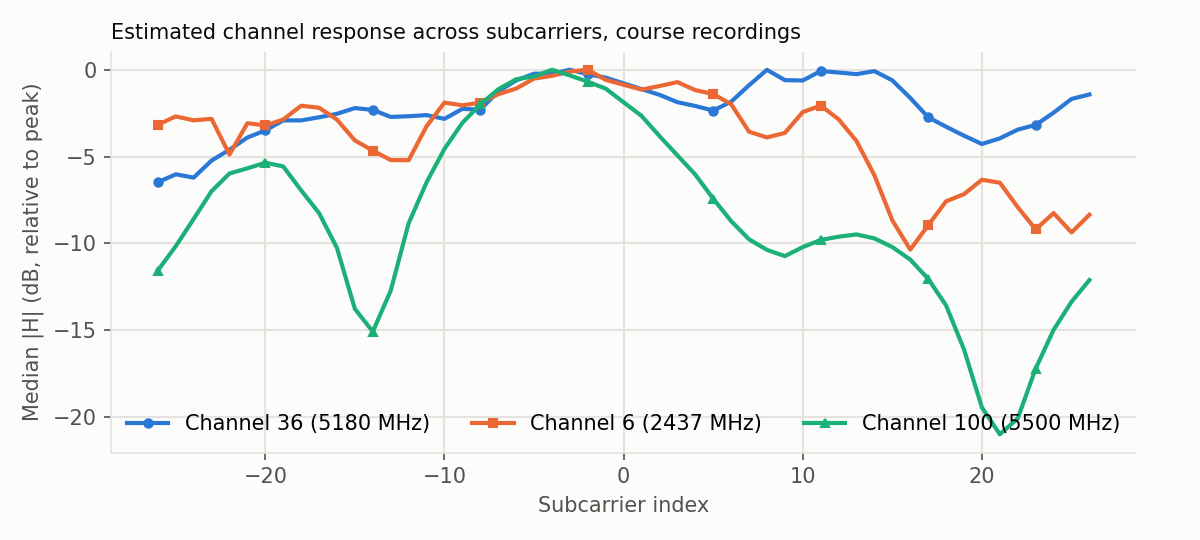 Estimated channel response across subcarriers, course recordings
Median |H| (dB, relative to peak)
0
−5
−10
−15
−20
Channel 36 (5180 MHz)
Channel 6 (2437 MHz)
Channel 100 (5500 MHz)
−20
−10
0
10
20
Subcarrier index